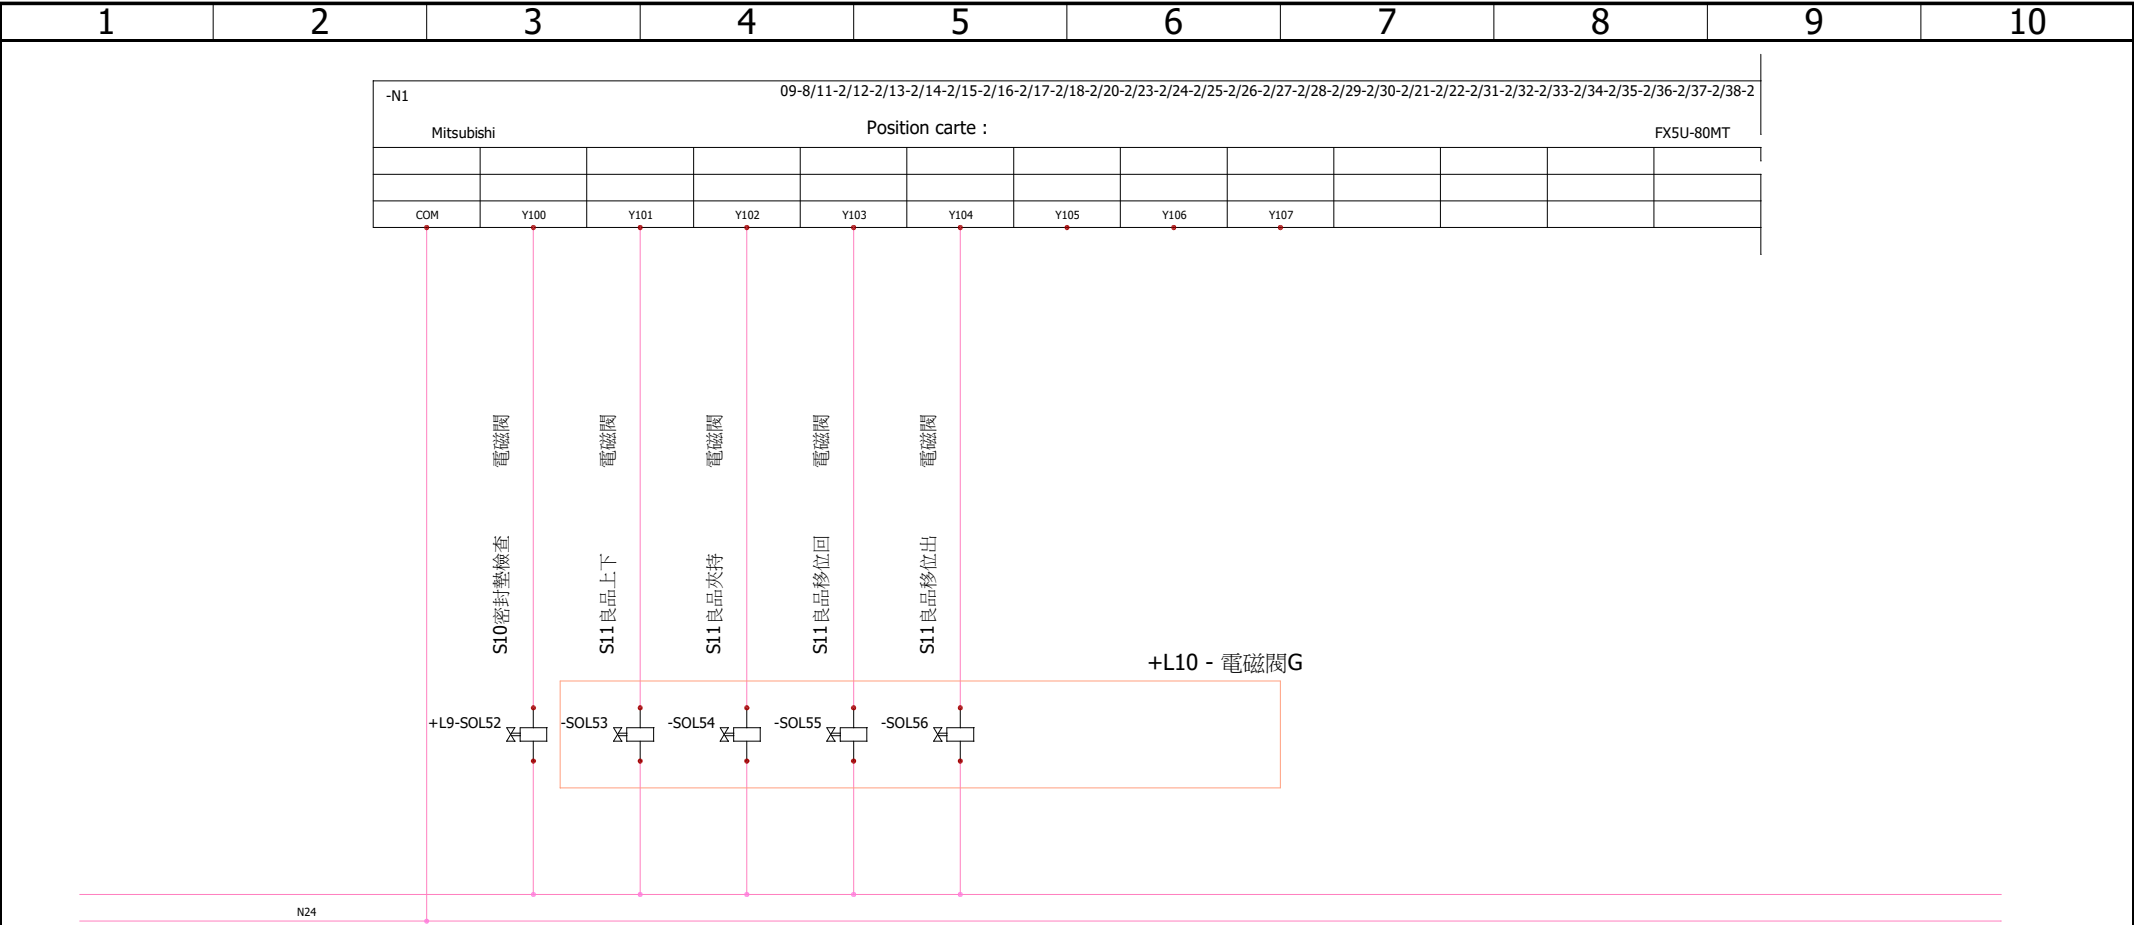 1 2 3 4 5 6 7 8 9 10
-N1 09-8/11-2/12-2/13-2/14-2/15-2/16-2/17-2/18-2/20-2/23-2/24-2/25-2/26-2/27-2/28-2/29-2/30-2/21-2/22-2/31-2/32-2/33-2/34-2/35-2/36-2/37-2/38-2
Mitsubishi Position carte : FX5U-80MT
COM Y100 Y101 Y102 Y103 Y104 Y105 Y106 Y107
S10密封墊檢查 電磁閥
S11良品上下 電磁閥
S11良品夾持 電磁閥
S11良品移位回 電磁閥
S11良品移位出 電磁閥
+L10 - 電磁閥G
+L9-SOL52 -SOL53 -SOL54 -SOL55 -SOL56
N24